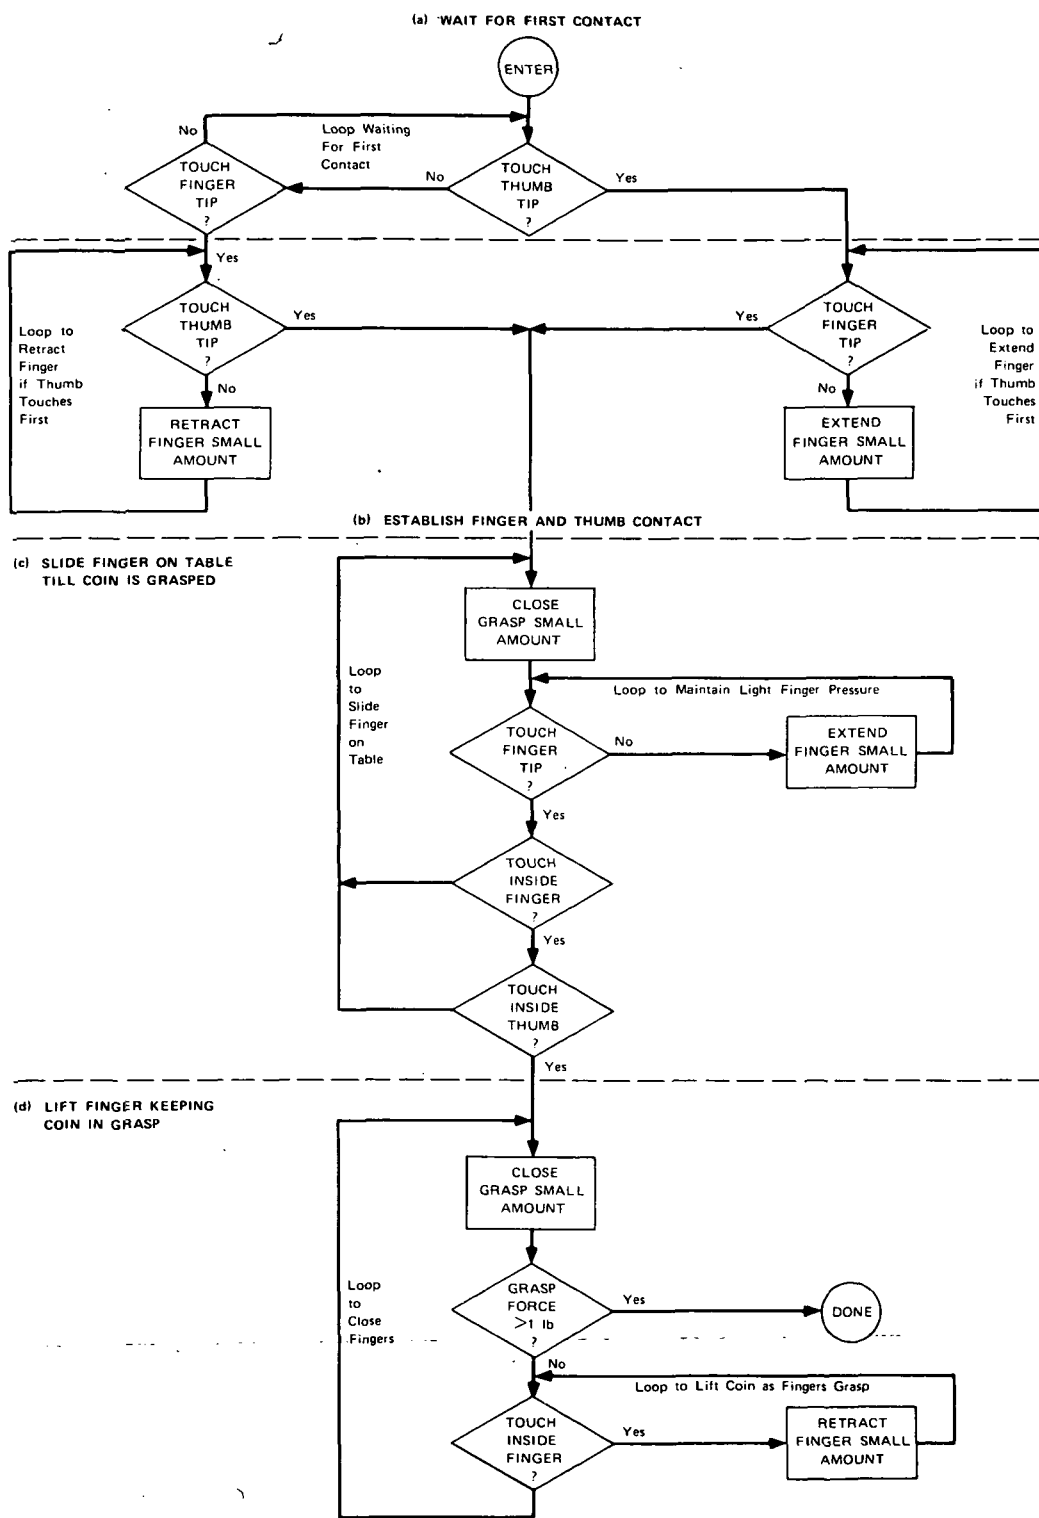 (a) WAIT FOR FIRST CONTACT
ENTER
No
Loop Waiting
For First
Contact
TOUCH
FINGER
TIP
?
No
TOUCH
THUMB
TIP
?
Yes
Yes
TOUCH
THUMB
TIP
?
Yes
Yes
TOUCH
FINGER
TIP
?
Loop to
Retract
Finger
if Thumb
Touches
First
Loop to
Extend
Finger
if Thumb
Touches
First
No
No
RETRACT
FINGER SMALL
AMOUNT
EXTEND
FINGER SMALL
AMOUNT
(b) ESTABLISH FINGER AND THUMB CONTACT
(c) SLIDE FINGER ON TABLE
TILL COIN IS GRASPED
CLOSE
GRASP SMALL
AMOUNT
Loop
to
Slide
Finger
on
Table
Loop to Maintain Light Finger Pressure
TOUCH
FINGER
TIP
?
No
EXTEND
FINGER SMALL
AMOUNT
Yes
TOUCH
INSIDE
FINGER
?
Yes
TOUCH
INSIDE
THUMB
?
Yes
(d) LIFT FINGER KEEPING
COIN IN GRASP
CLOSE
GRASP SMALL
AMOUNT
Loop
to
Close
Fingers
GRASP
FORCE
>1 lb
?
Yes
DONE
No
Loop to Lift Coin as Fingers Grasp
TOUCH
INSIDE
FINGER
?
Yes
RETRACT
FINGER SMALL
AMOUNT